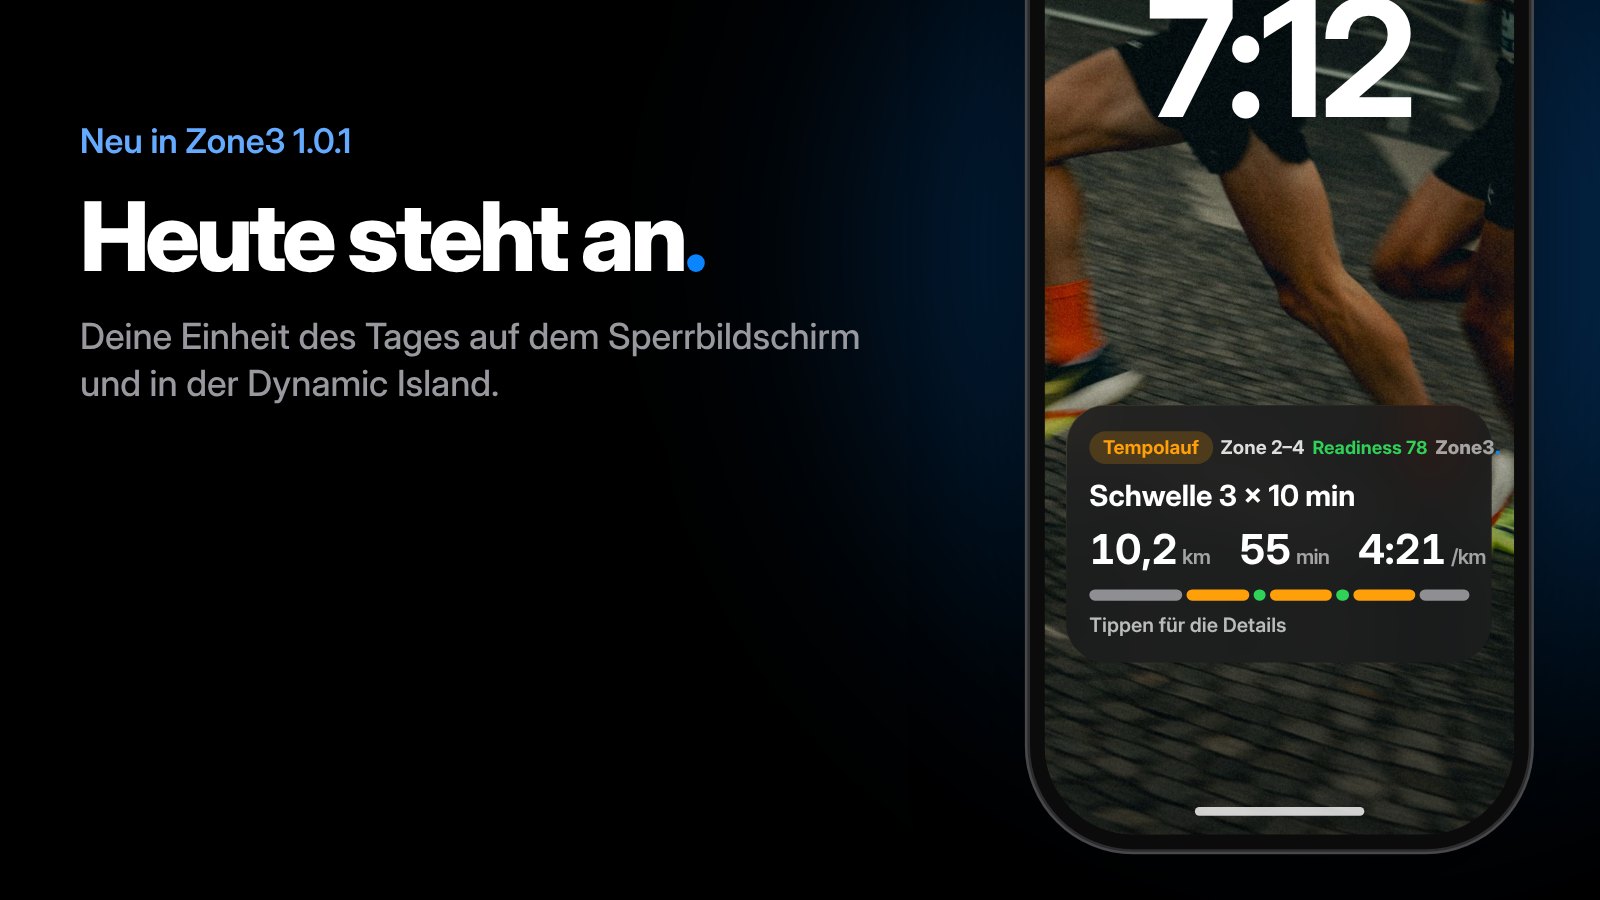 Neu in Zone3 1.0.1
Heute steht an.
Deine Einheit des Tages auf dem Sperrbildschirm
und in der Dynamic Island.
7:12
Tempolauf Zone 2–4 Readiness 78 Zone3.
Schwelle 3 × 10 min
10,2 km 55 min 4:21 /km
Tippen für die Details